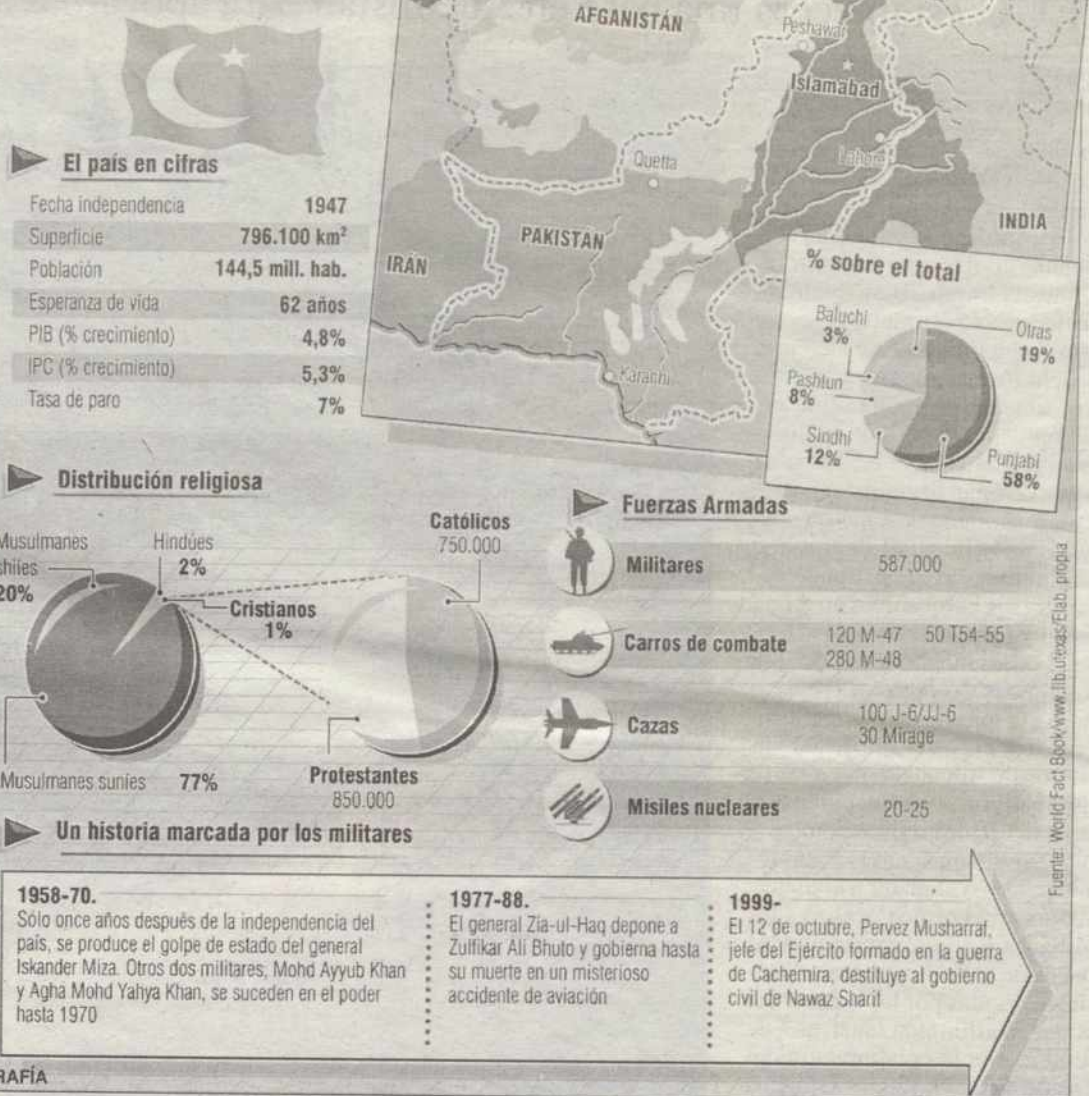 AFGANISTÁN
Peshawar
Islamabad
Lahore
Quetta
INDIA
PAKISTÁN
IRÁN
Karachi
El país en cifras
Fecha independencia 1947
Superficie 796.100 km²
Población 144,5 mill. hab.
Esperanza de vida 62 años
PIB (% crecimiento) 4,8%
IPC (% crecimiento) 5,3%
Tasa de paro 7%
% sobre el total
Baluchi
3%
Otras
19%
Pashtun
8%
Sindhi
12%
Punjabi
58%
Distribución religiosa
Musulmanes
shiíes
20%
Hindúes
2%
Cristianos
1%
Católicos
750.000
Musulmanes suníes 77%
Protestantes
850.000
Fuerzas Armadas
Militares 587.000
Carros de combate 120 M-47 50 T54-55
280 M-48
Cazas 100 J-6/JJ-6
30 Mirage
Misiles nucleares 20-25
Fuente: World Fact Book/www.lib.utexas/Elab. propia
Un historia marcada por los militares
1958-70.
Sólo once años después de la independencia del
país, se produce el golpe de estado del general
Iskander Miza. Otros dos militares, Mohd Ayyub Khan
y Agha Mohd Yahya Khan, se suceden en el poder
hasta 1970
1977-88.
El general Zia-ul-Haq depone a
Zulfikar Ali Bhuto y gobierna hasta
su muerte en un misterioso
accidente de aviación
1999-
El 12 de octubre, Pervez Musharraf,
jefe del Ejército formado en la guerra
de Cachemira, destituye al gobierno
civil de Nawaz Sharif
RAFÍA